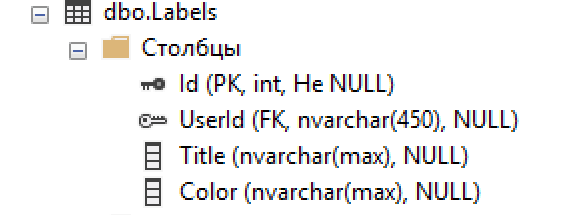 dbo.Labels
Столбцы
Id (PK, int, Не NULL)
UserId (FK, nvarchar(450), NULL)
Title (nvarchar(max), NULL)
Color (nvarchar(max), NULL)